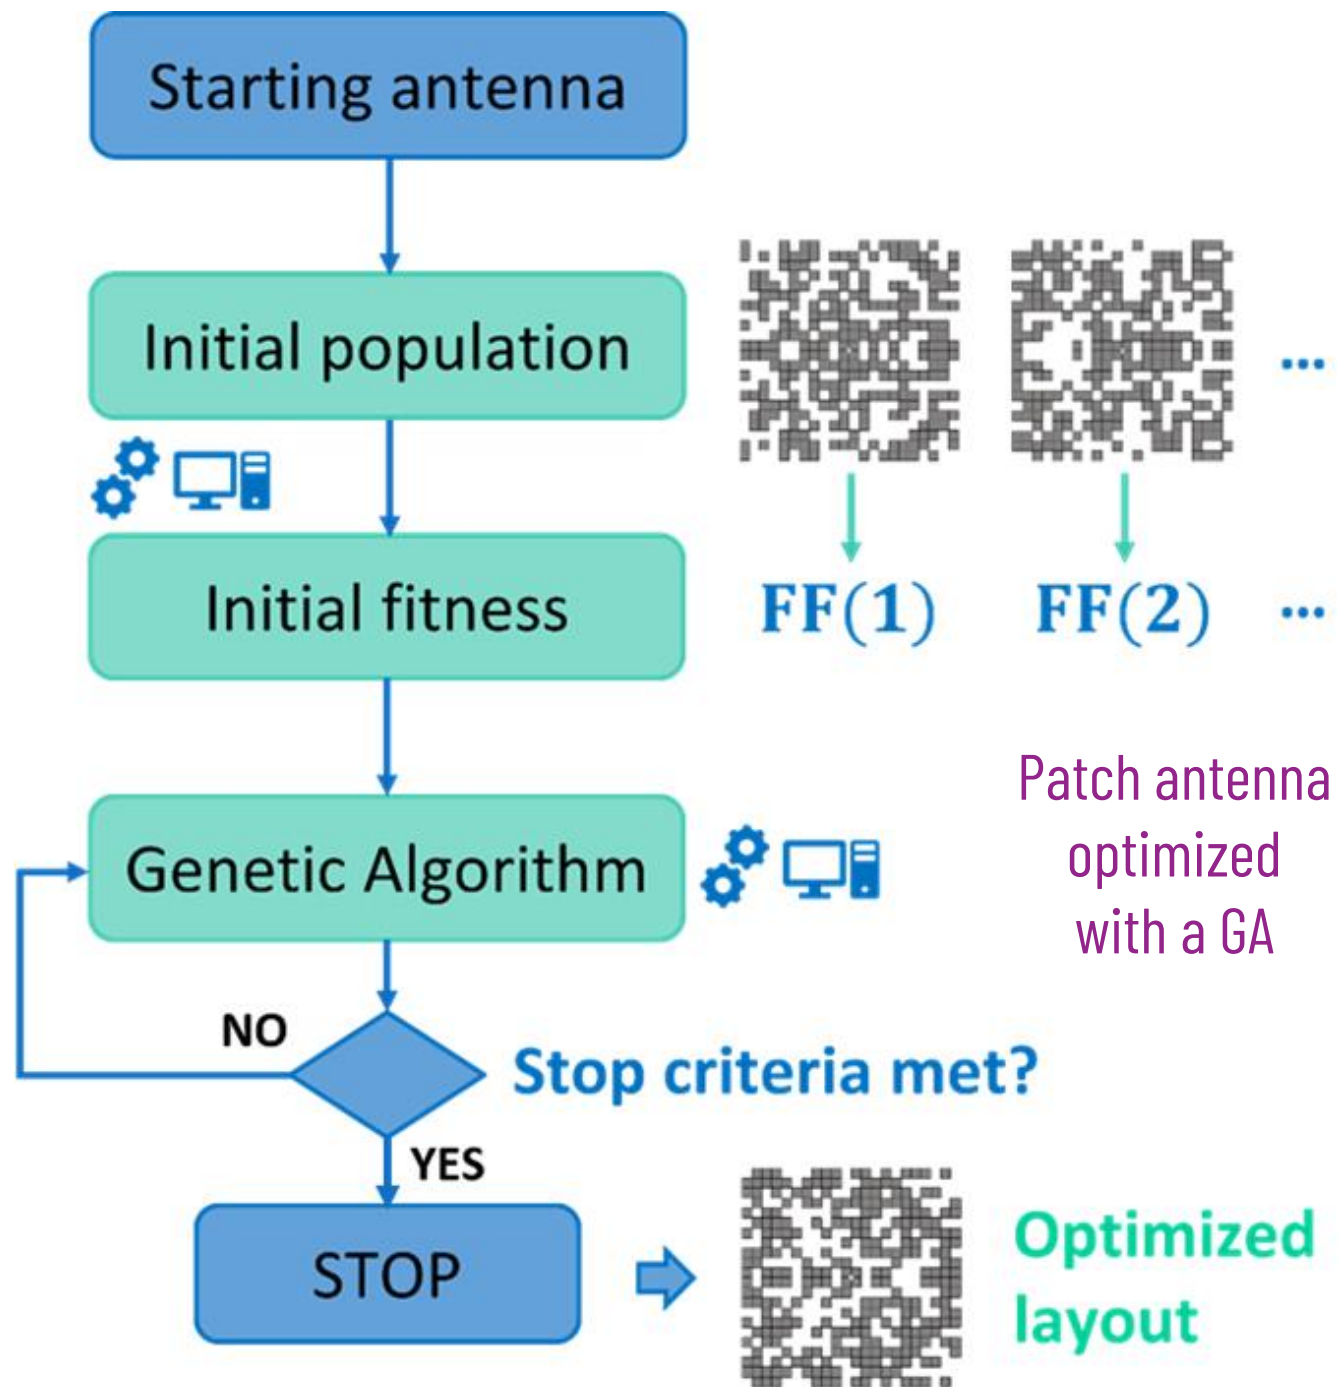 Starting antenna
Initial population
...
Initial fitness
FF(1)
FF(2)
...
Patch antenna
optimized
with a GA
Genetic Algorithm
NO
Stop criteria met?
YES
STOP
Optimized
layout